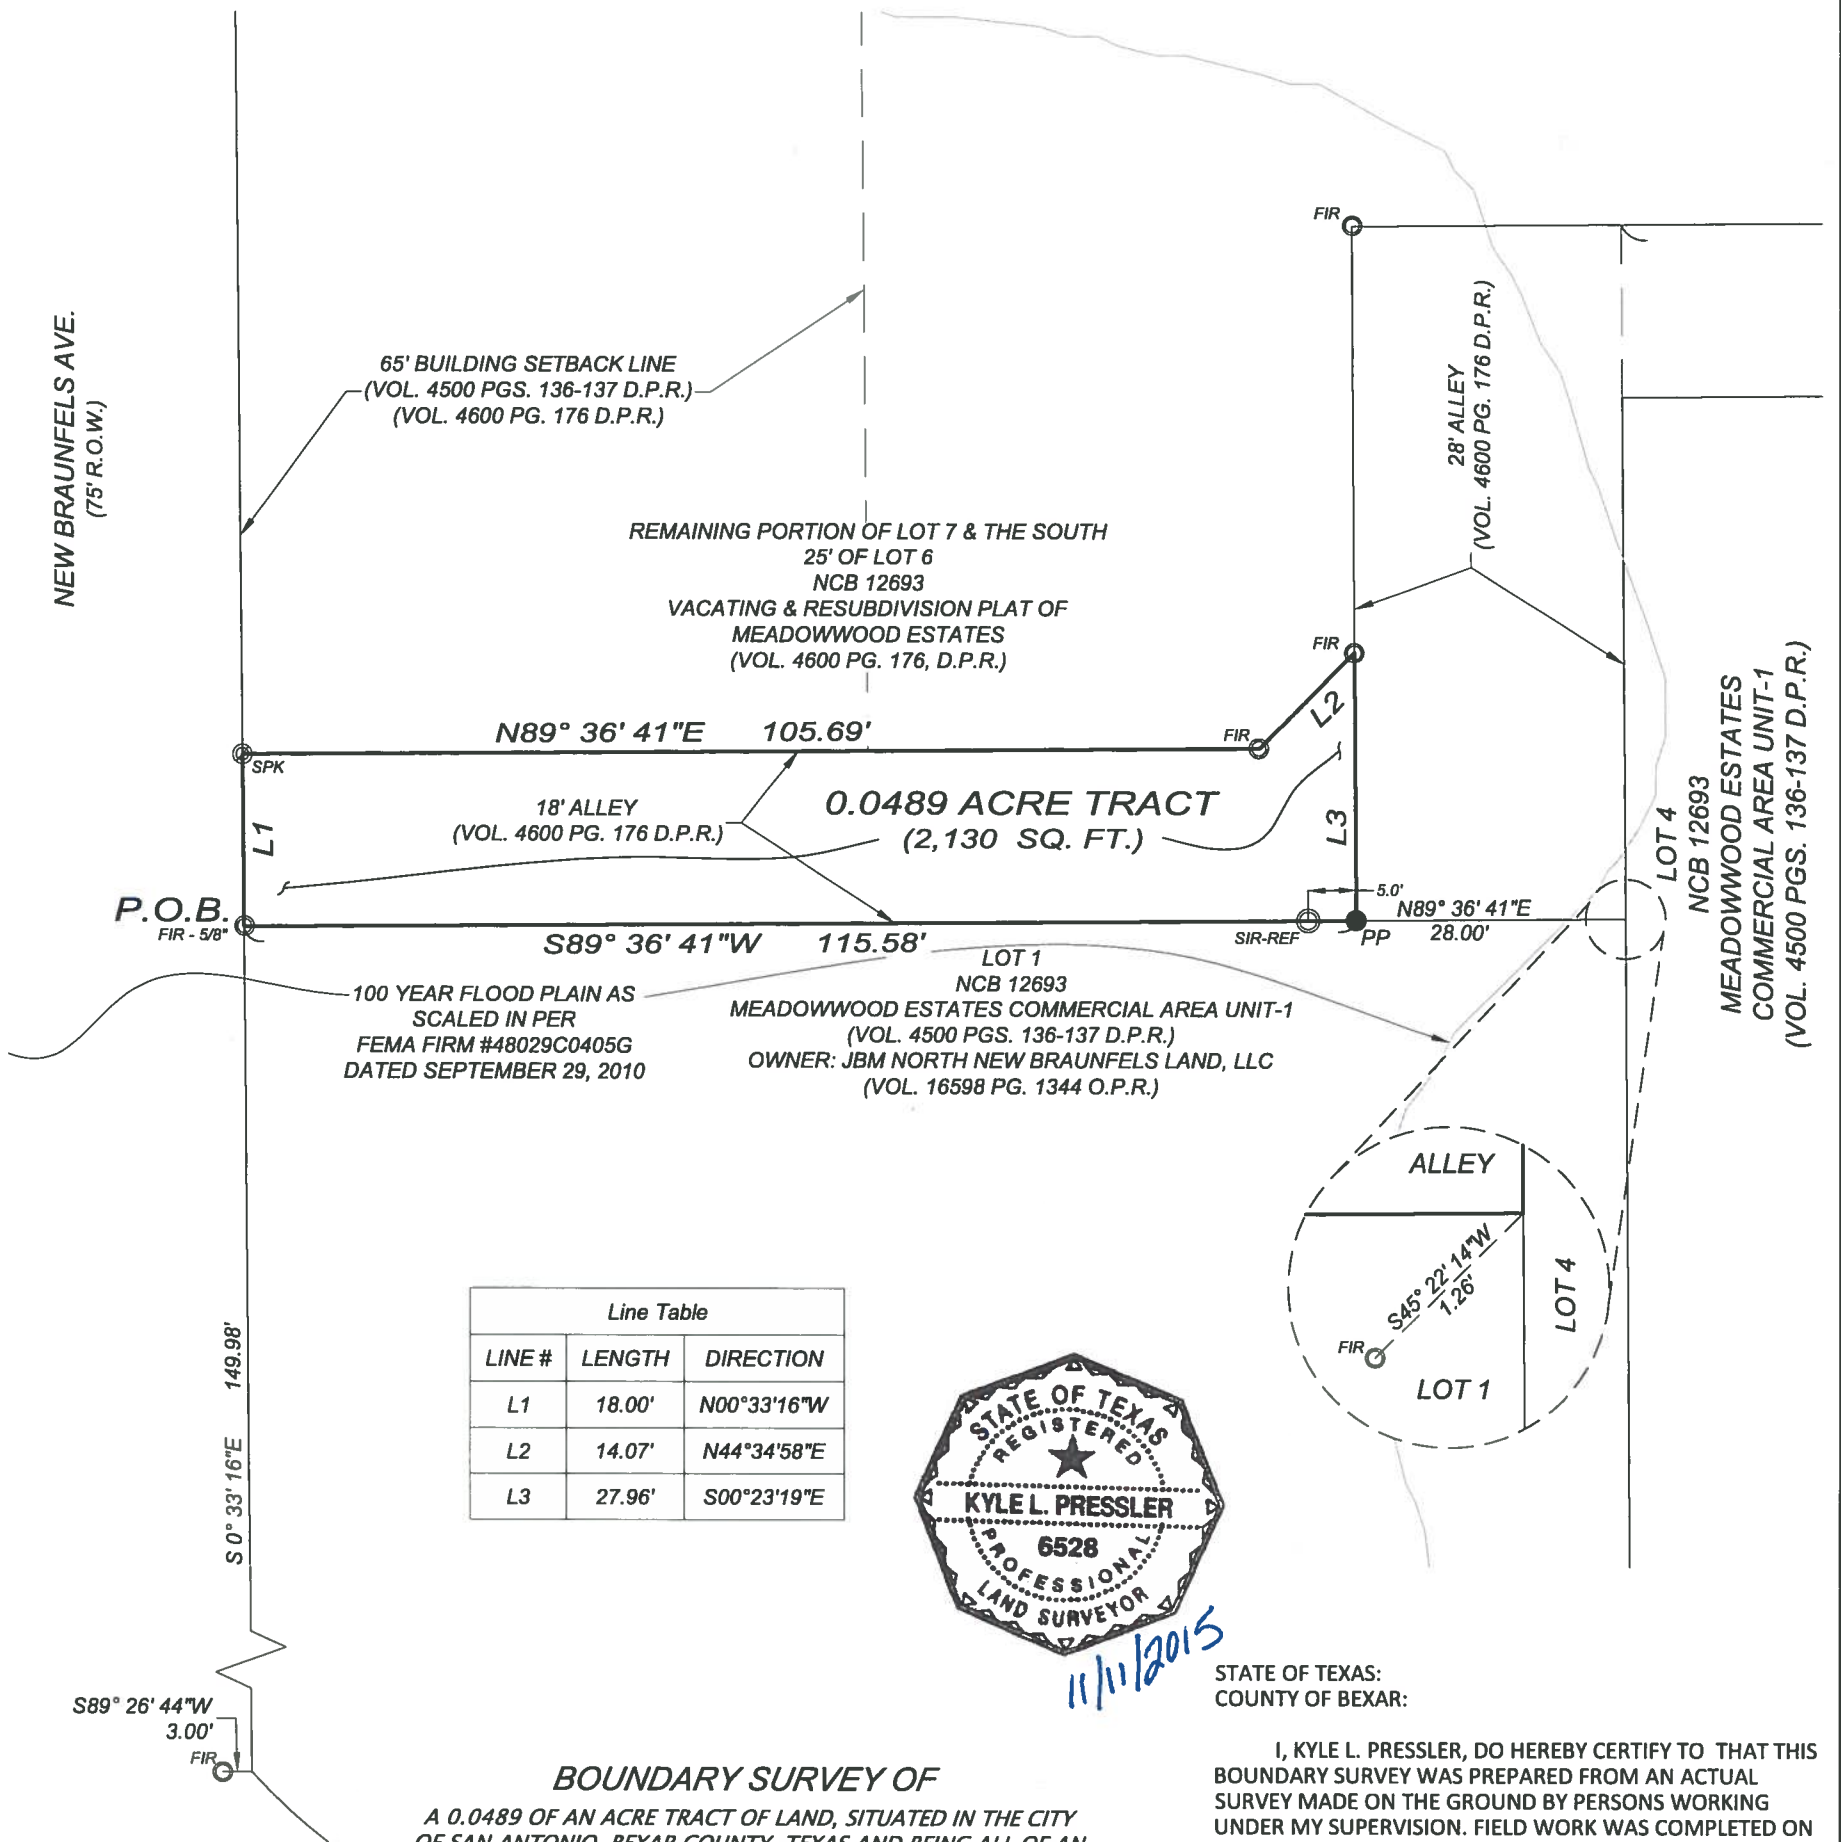 FIR
NEW BRAUNFELS AVE.
(75' R.O.W.)
65' BUILDING SETBACK LINE
(VOL. 4500 PGS. 136-137 D.P.R.)
(VOL. 4600 PG. 176 D.P.R.)
28' ALLEY
(VOL. 4600 PG. 176 D.P.R.)
REMAINING PORTION OF LOT 7 & THE SOUTH
25' OF LOT 6
NCB 12693
VACATING & RESUBDIVISION PLAT OF
MEADOWWOOD ESTATES
(VOL. 4600 PG. 176, D.P.R.)
FIR
L2
N89° 36' 41"E 105.69'
FIR
SPK
L1
18' ALLEY
(VOL. 4600 PG. 176 D.P.R.)
0.0489 ACRE TRACT
(2,130 SQ. FT.)
L3
LOT 4
NCB 12693
MEADOWWOOD ESTATES
COMMERCIAL AREA UNIT-1
(VOL. 4500 PGS. 136-137 D.P.R.)
P.O.B.
FIR - 5/8"
5.0'
N89° 36' 41"E
28.00'
SIR-REF
PP
S89° 36' 41"W 115.58'
LOT 1
NCB 12693
MEADOWWOOD ESTATES COMMERCIAL AREA UNIT-1
(VOL. 4500 PGS. 136-137 D.P.R.)
OWNER: JBM NORTH NEW BRAUNFELS LAND, LLC
(VOL. 16598 PG. 1344 O.P.R.)
100 YEAR FLOOD PLAIN AS
SCALED IN PER
FEMA FIRM #48029C0405G
DATED SEPTEMBER 29, 2010
ALLEY
S45° 22' 14"W
1.26'
FIR
LOT 4
LOT 1
S 0° 33' 16"E 149.98'
Line Table
LINE # LENGTH DIRECTION
L1 18.00' N00°33'16"W
L2 14.07' N44°34'58"E
L3 27.96' S00°23'19"E
STATE OF TEXAS
REGISTERED
KYLE L. PRESSLER
6528
PROFESSIONAL
LAND SURVEYOR
11/11/2015
S89° 26' 44"W
3.00'
FIR
STATE OF TEXAS:
COUNTY OF BEXAR:
I, KYLE L. PRESSLER, DO HEREBY CERTIFY TO THAT THIS
BOUNDARY SURVEY WAS PREPARED FROM AN ACTUAL
SURVEY MADE ON THE GROUND BY PERSONS WORKING
UNDER MY SUPERVISION. FIELD WORK WAS COMPLETED ON
BOUNDARY SURVEY OF
A 0.0489 OF AN ACRE TRACT OF LAND, SITUATED IN THE CITY
OF SAN ANTONIO, BEXAR COUNTY, TEXAS AND BEING ALL OF AN